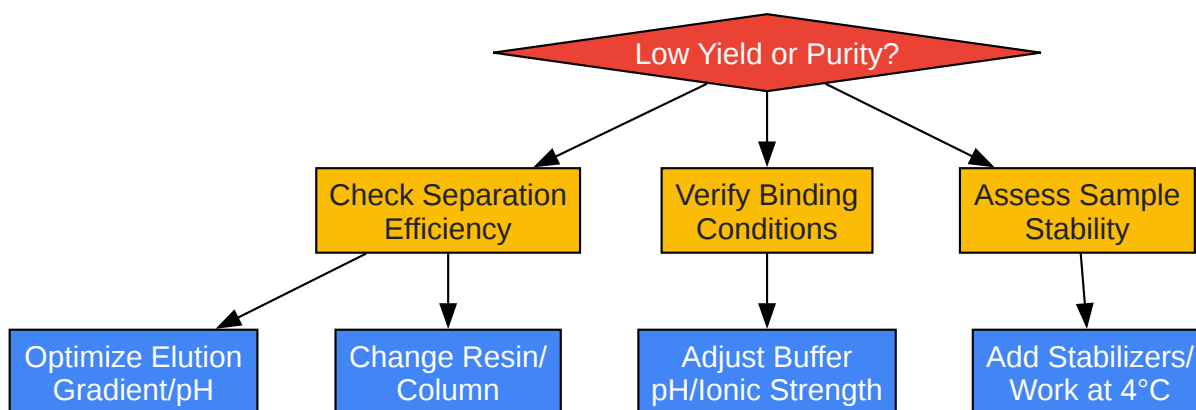 Low Yield or Purity?
Check Separation
Efficiency
Verify Binding
Conditions
Assess Sample
Stability
Optimize Elution
Gradient/pH
Change Resin/
Column
Adjust Buffer
pH/Ionic Strength
Add Stabilizers/
Work at 4°C